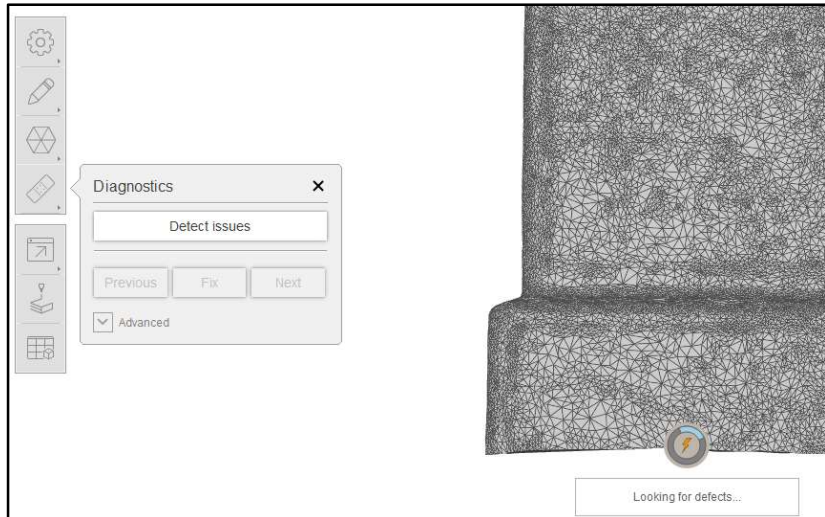 Diagnostics
Detect issues
Previous Fix Next
Advanced
Looking for defects...